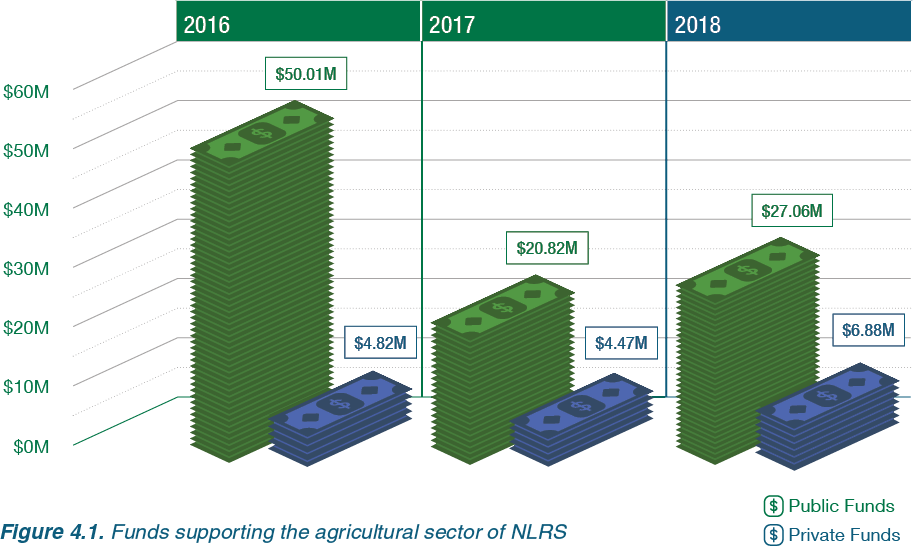 2016 2017 2018
$50.01M
$60M
$50M
$40M
$27.06M
$30M
$20.82M
$20M
$4.82M $4.47M $6.88M
$10M
$0M
$ Public Funds
Figure 4.1. Funds supporting the agricultural sector of NLRS
$ Private Funds